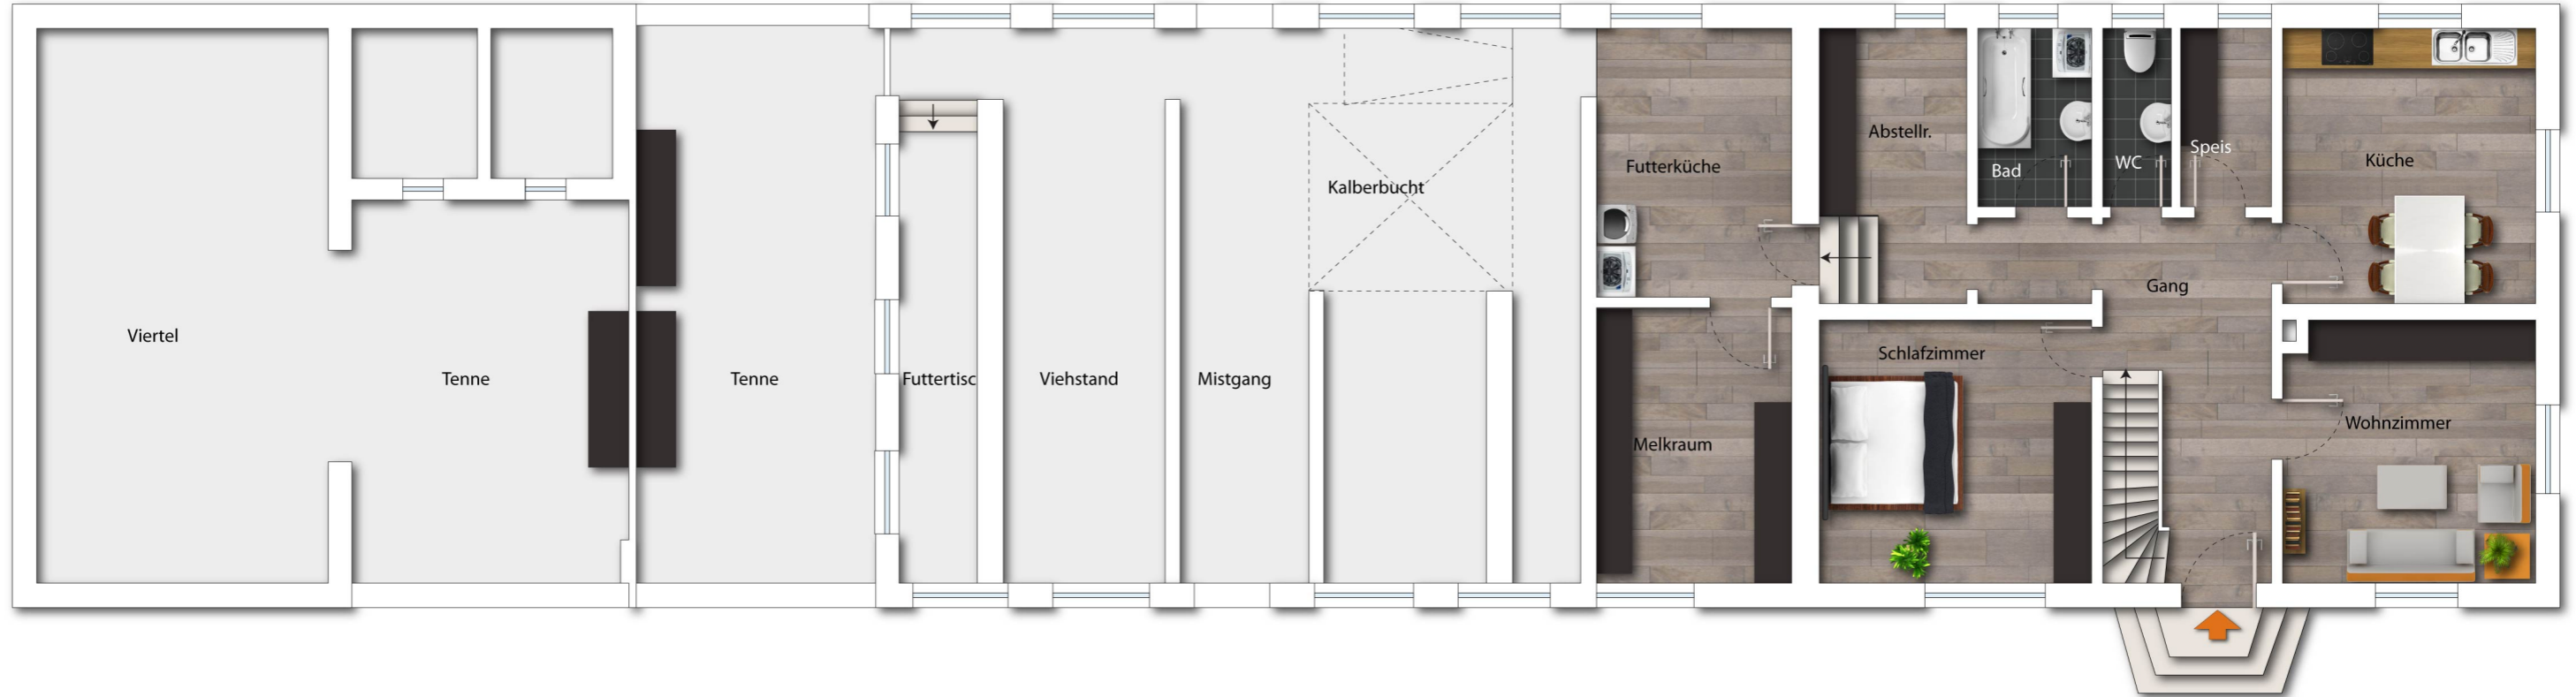 Viertel
Tenne
Tenne
Futtertisc
Viehstand
Mistgang
Kalberbucht
Futterküche
Melkraum
Abstellr.
Bad
WC
Speis
Küche
Gang
Schlafzimmer
Wohnzimmer